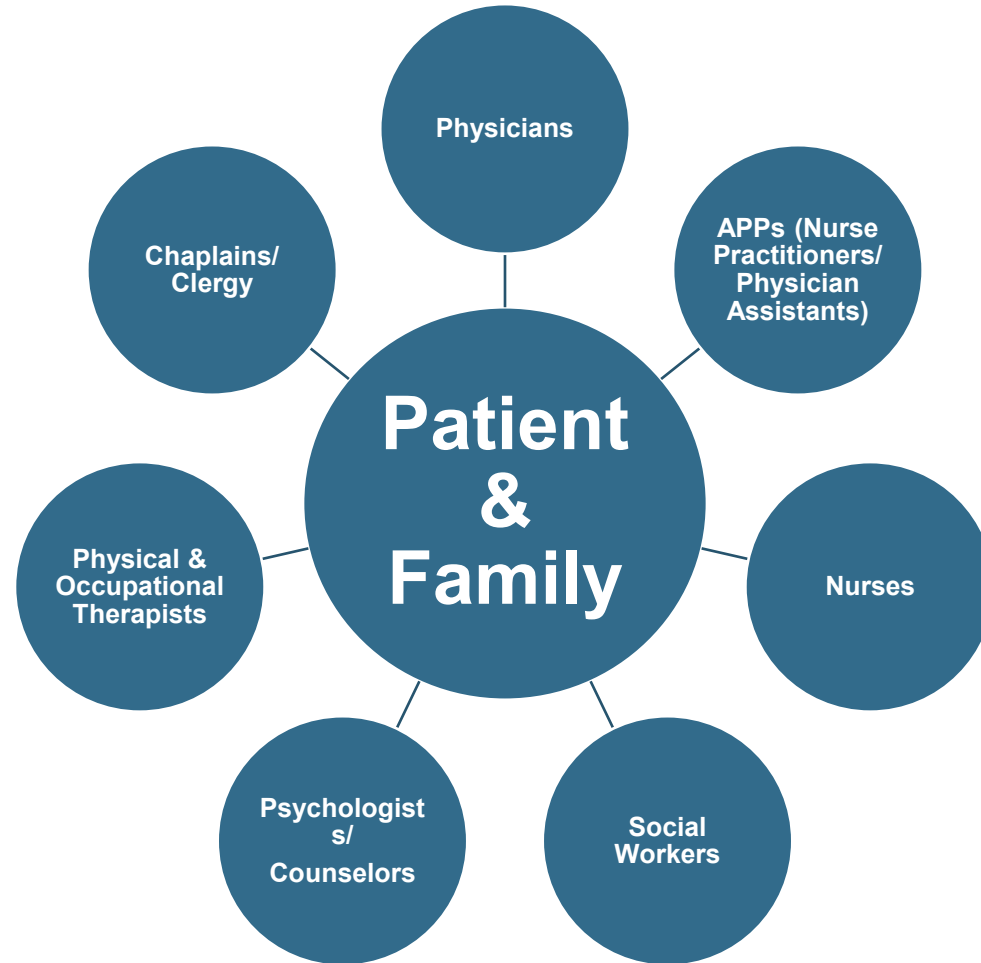 Physicians
APPs (Nurse
Practitioners/
Physician
Assistants)
Chaplains/
Clergy
Patient
&
Family
Physical &
Occupational
Therapists
Nurses
Psychologist
s/
Counselors
Social
Workers